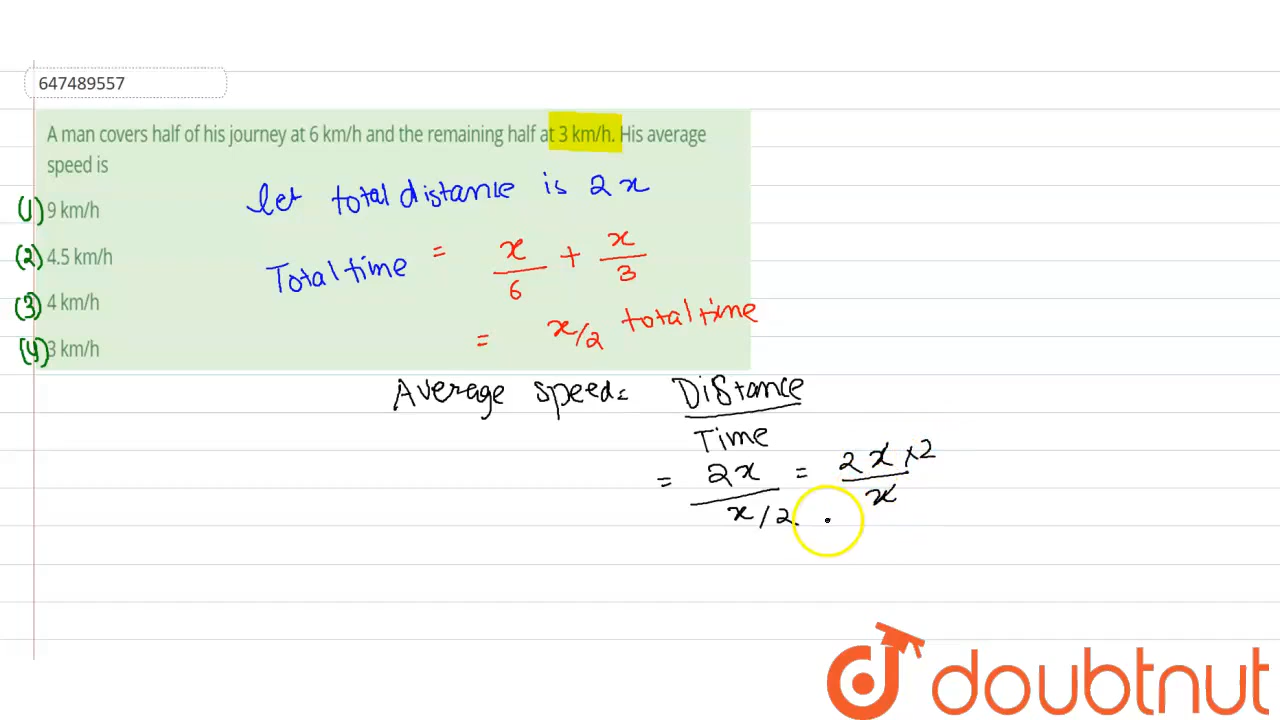 647489557
A man covers half of his journey at 6 km/h and the remaining half at 3 km/h. His average
speed is
let total distance is 2x
(1) 9 km/h
(2) 4.5 km/h
Total time = x/6 + x/3
(3) 4 km/h
= x/2 total time
(4) 3 km/h
Average speed = Distance
Time
= 2x / x/2 = 2x × 2 / x
doubtnut